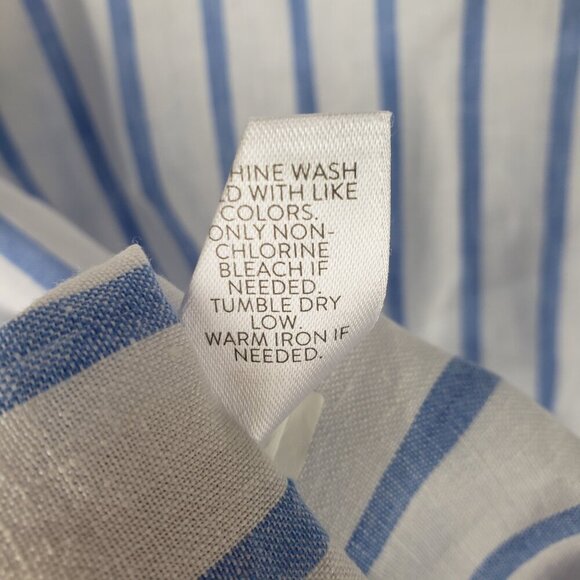 HINE WASH
D WITH LIKE
COLORS.
ONLY NON-
CHLORINE
BLEACH IF
NEEDED.
TUMBLE DRY
LOW.
WARM IRON IF
NEEDED.